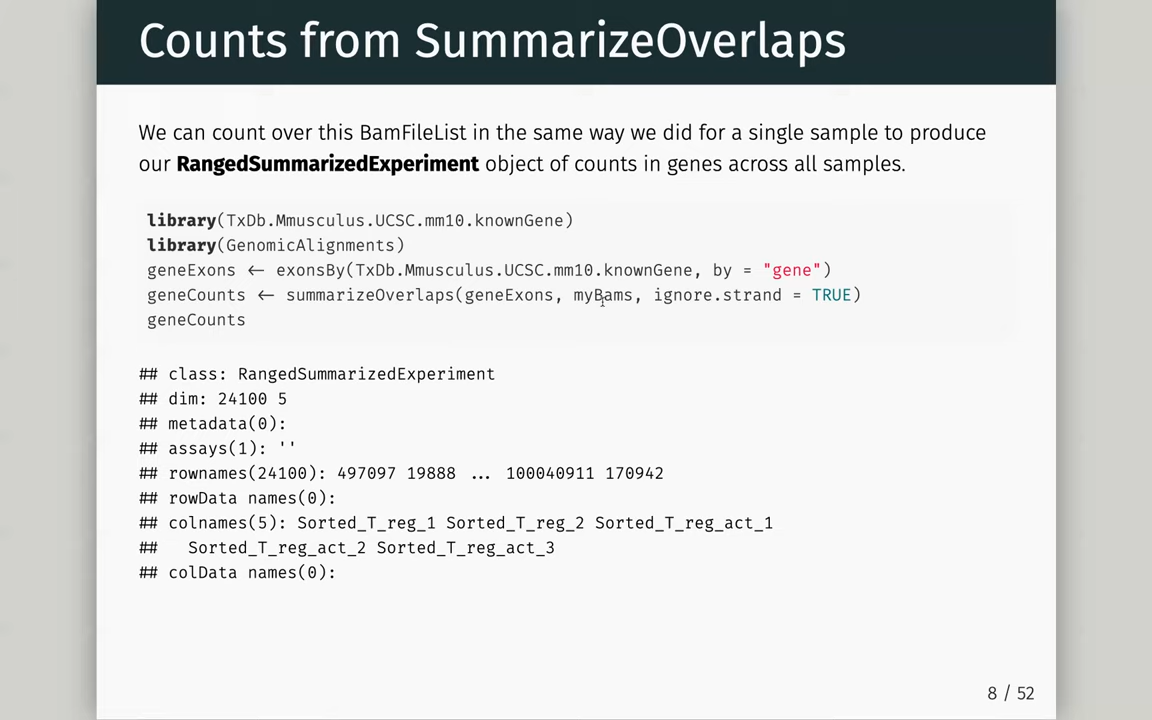 Counts from SummarizeOverlaps
We can count over this BamFileList in the same way we did for a single sample to produce
our RangedSummarizedExperiment object of counts in genes across all samples.
library(TxDb.Mmusculus.UCSC.mm10.knownGene)
library(GenomicAlignments)
geneExons <- exonsBy(TxDb.Mmusculus.UCSC.mm10.knownGene, by = "gene")
geneCounts <- summarizeOverlaps(geneExons, myBams, ignore.strand = TRUE)
geneCounts
## class: RangedSummarizedExperiment
## dim: 24100 5
## metadata(0):
## assays(1): ''
## rownames(24100): 497097 19888 ... 100040911 170942
## rowData names(0):
## colnames(5): Sorted_T_reg_1 Sorted_T_reg_2 Sorted_T_reg_act_1
## Sorted_T_reg_act_2 Sorted_T_reg_act_3
## colData names(0):
8 / 52